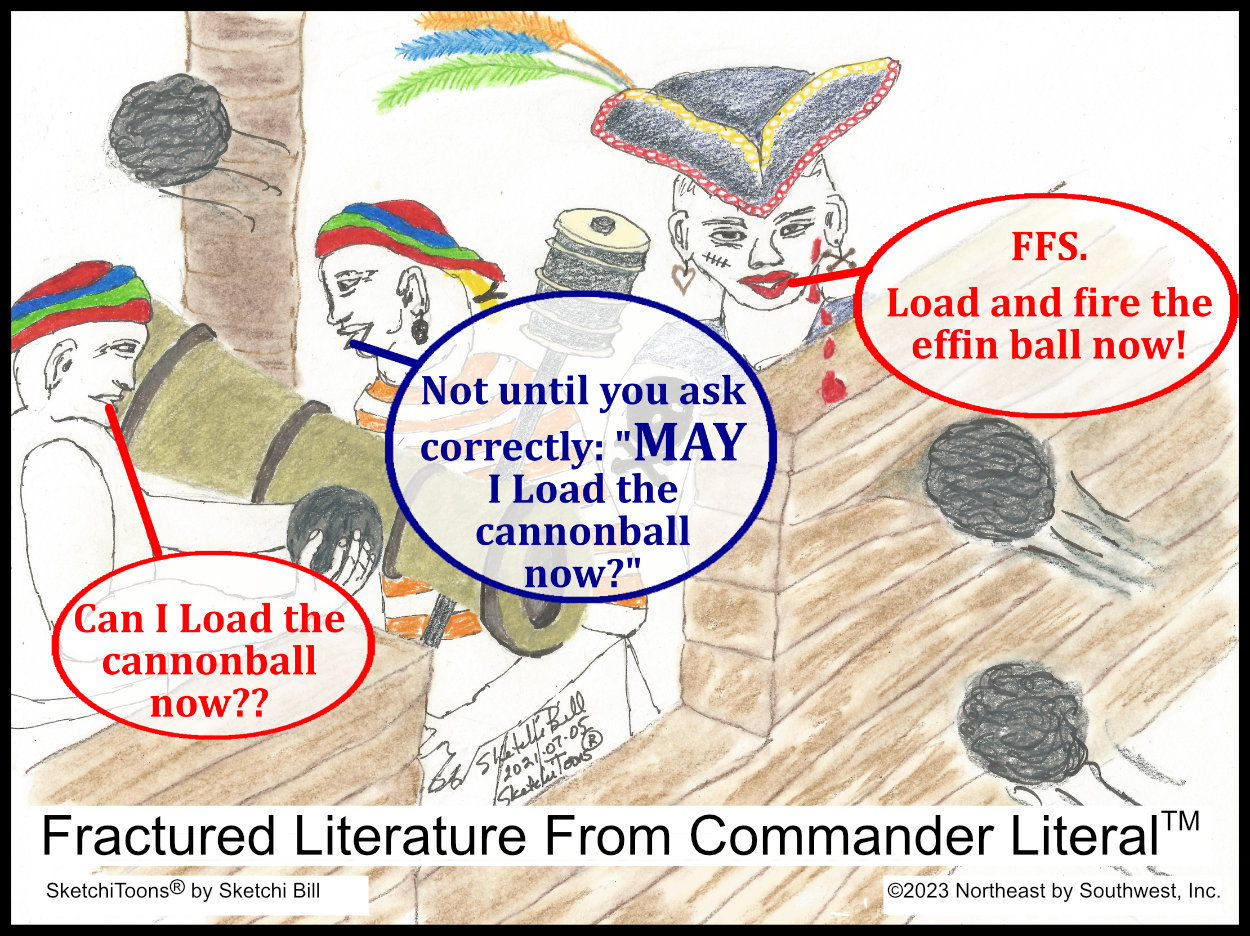 FFS.
Load and fire the
effin ball now!
Not until you ask
correctly: "MAY
I Load the
cannonball
now?"
Can I Load the
cannonball
now??
Sketchi Bill
2021.07.05
SketchiToons®
Fractured Literature From Commander Literal™
SketchiToons® by Sketchi Bill
©2023 Northeast by Southwest, Inc.